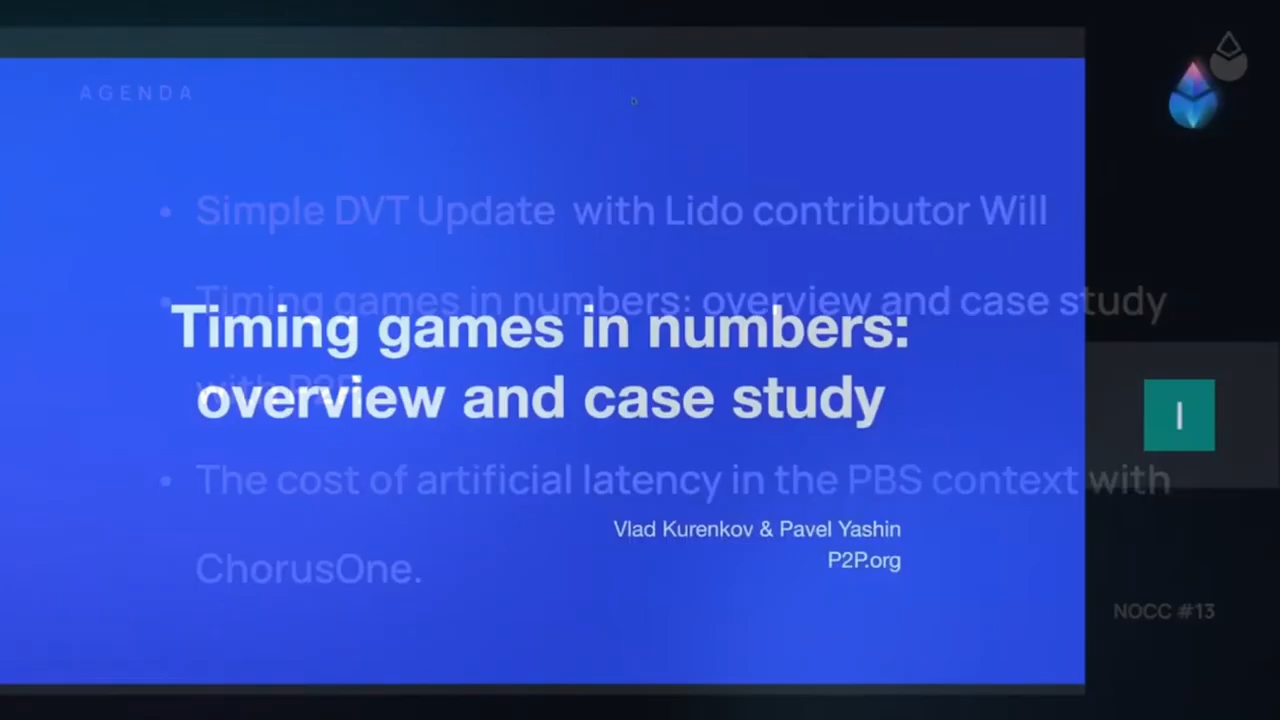 AGENDA
• Simple DVT Update with Lido contributor Will
• Timing games in numbers: overview and case study
with P2P.
• The cost of artificial latency in the PBS context with
ChorusOne.
Timing games in numbers:
overview and case study
Vlad Kurenkov & Pavel Yashin
P2P.org
I
NOCC #13